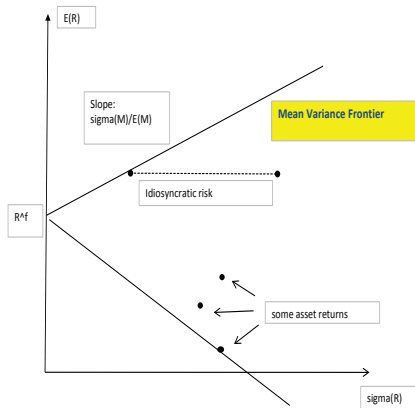 E(R)
Slope:
sigma(M)/E(M)
Mean Variance Frontier
Idiosyncratic risk
R^f
some asset returns
sigma(R)